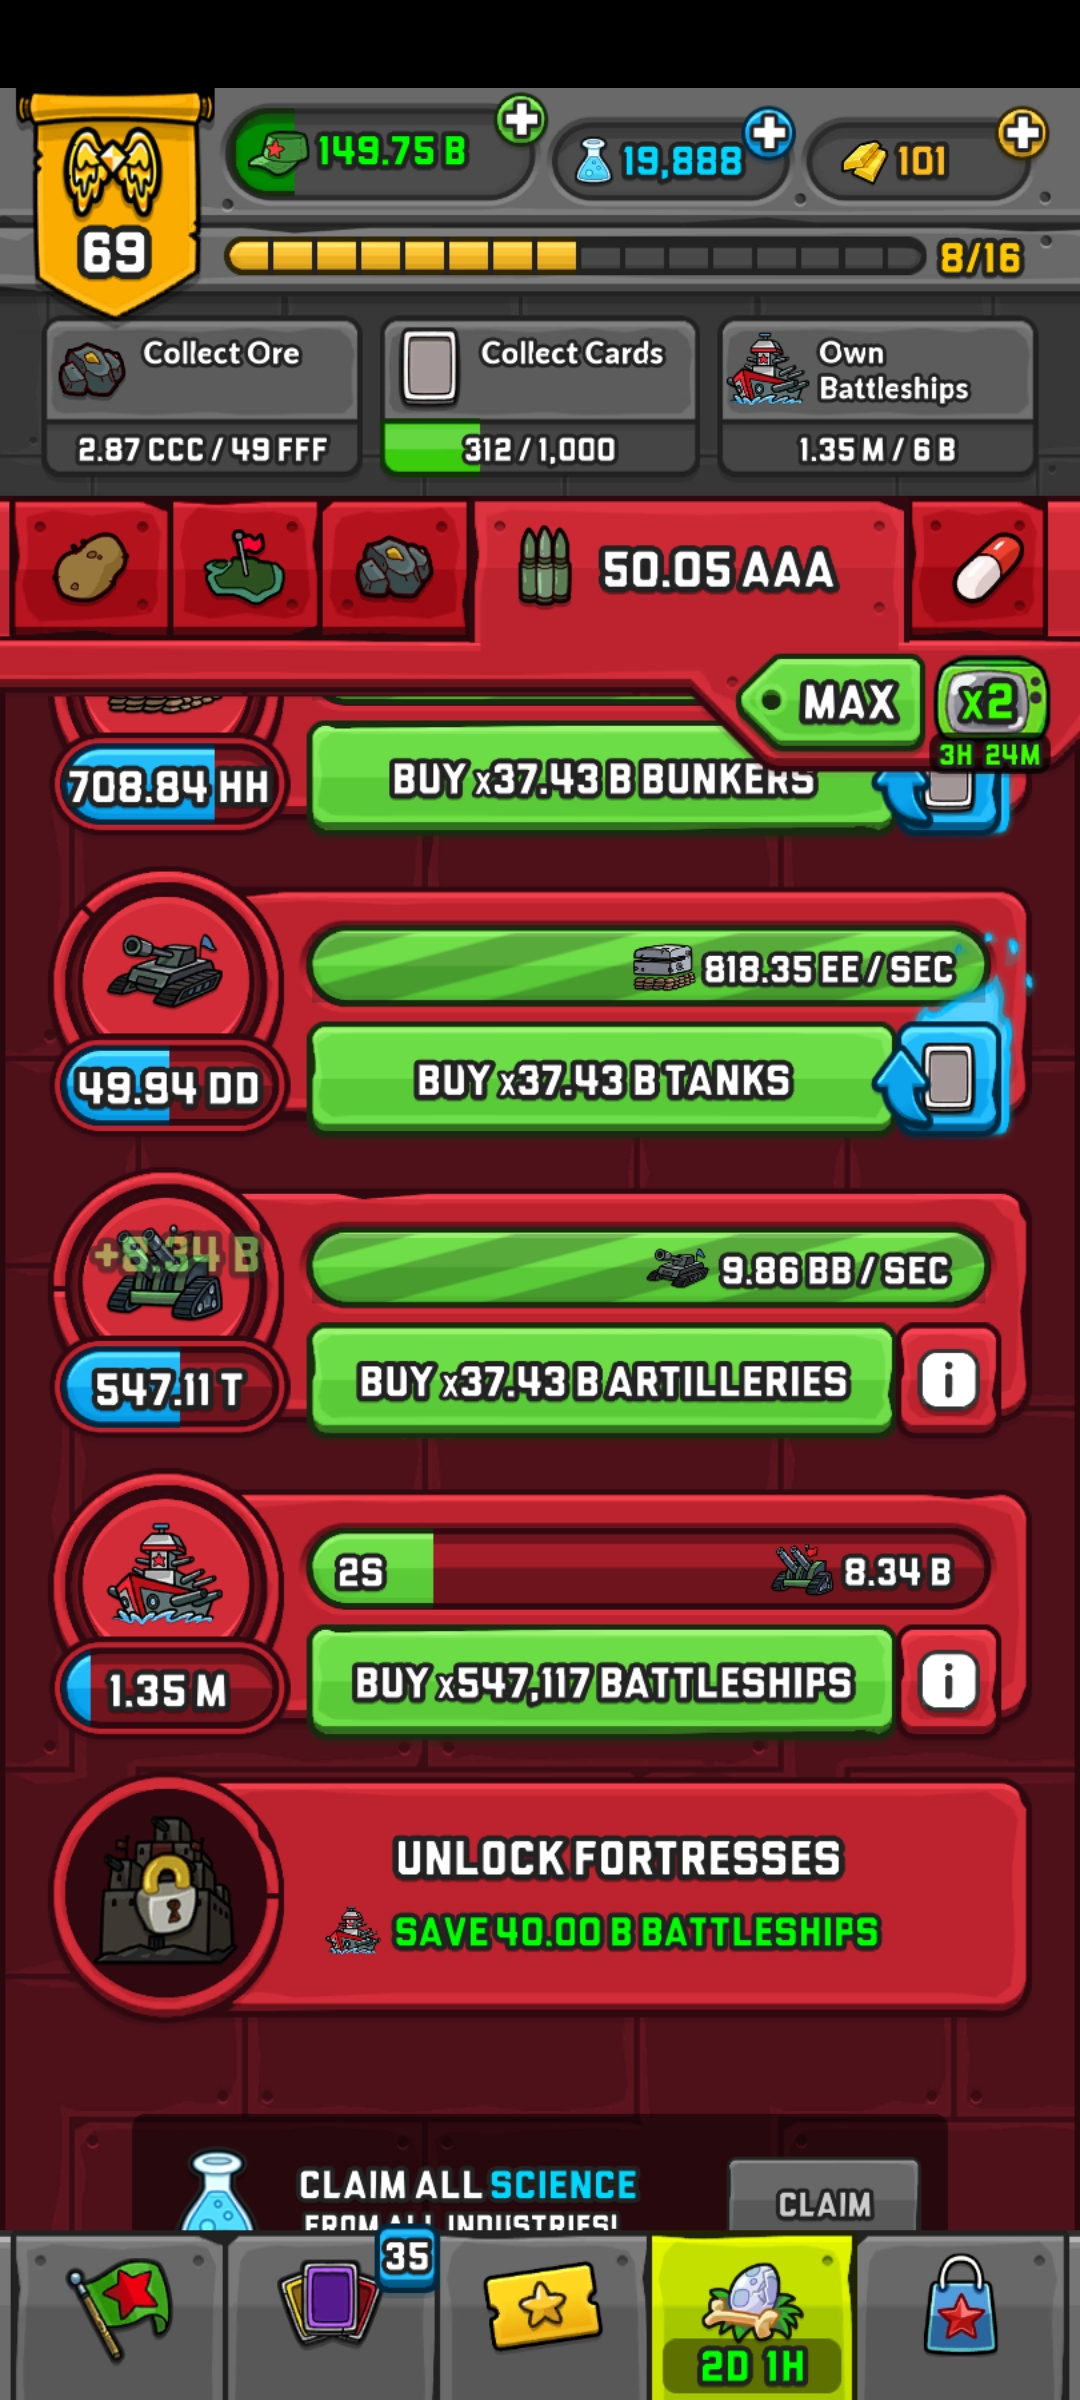 149.75 B
19,888
101
69
8/16
Collect Ore
2.87 CCC / 49 FFF
Collect Cards
312 / 1,000
Own
Battleships
1.35 M / 6 B
50.05 AAA
MAX
x2
3H 24M
708.84 HH
BUY x37.43 B BUNKERS
818.35 EE / SEC
49.94 DD
BUY x37.43 B TANKS
+8.34 B
9.86 BB / SEC
547.11 T
BUY x37.43 B ARTILLERIES
i
2S
8.34 B
1.35 M
BUY x547,117 BATTLESHIPS
i
UNLOCK FORTRESSES
SAVE 40.00 B BATTLESHIPS
CLAIM ALL SCIENCE
FROM ALL INDUSTRIES!
CLAIM
35
2D 1H